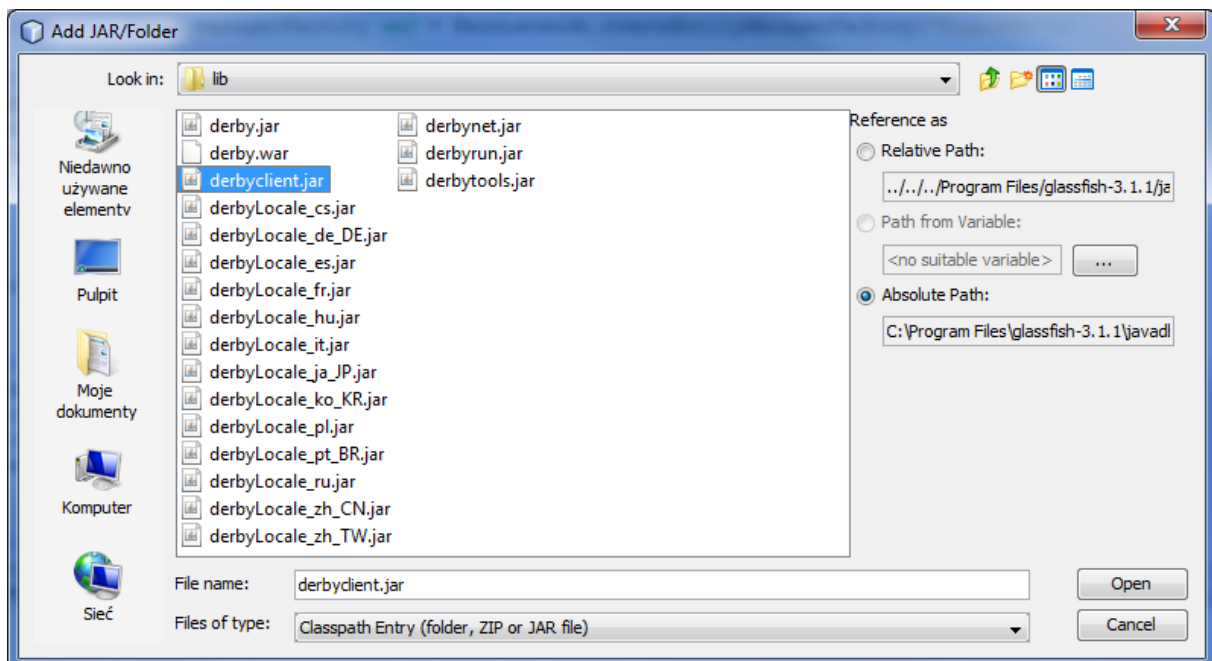 Add JAR/Folder
Look in:
lib
Niedawno
używane
elementy
Pulpit
Moje
dokumenty
Komputer
Sieć
derby.jar
derby.war
derbyclient.jar
derbyLocale_cs.jar
derbyLocale_de_DE.jar
derbyLocale_es.jar
derbyLocale_fr.jar
derbyLocale_hu.jar
derbyLocale_it.jar
derbyLocale_ja_JP.jar
derbyLocale_ko_KR.jar
derbyLocale_pl.jar
derbyLocale_pt_BR.jar
derbyLocale_ru.jar
derbyLocale_zh_CN.jar
derbyLocale_zh_TW.jar
derbynet.jar
derbyrun.jar
derbytools.jar
Reference as
Relative Path:
../../../Program Files/glassfish-3.1.1/ja
Path from Variable:
<no suitable variable>
...
Absolute Path:
C:\Program Files\glassfish-3.1.1\javadl
File name:
derbyclient.jar
Open
Files of type:
Classpath Entry (folder, ZIP or JAR file)
Cancel